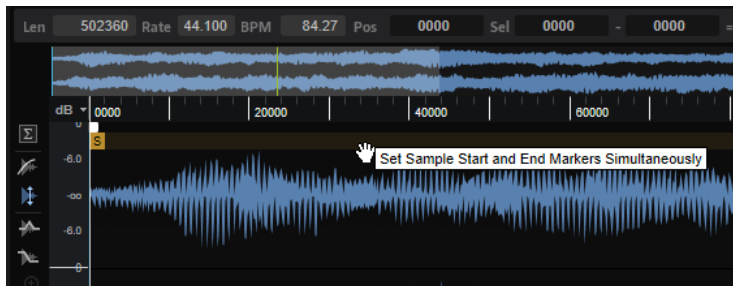 Len 502360 Rate 44.100 BPM 84.27 Pos 0000 Sel 0000 - 0000 =
dB 0000 20000 40000 60000
0
S
Σ
Set Sample Start and End Markers Simultaneously
-6.0
-∞
-6.0
0